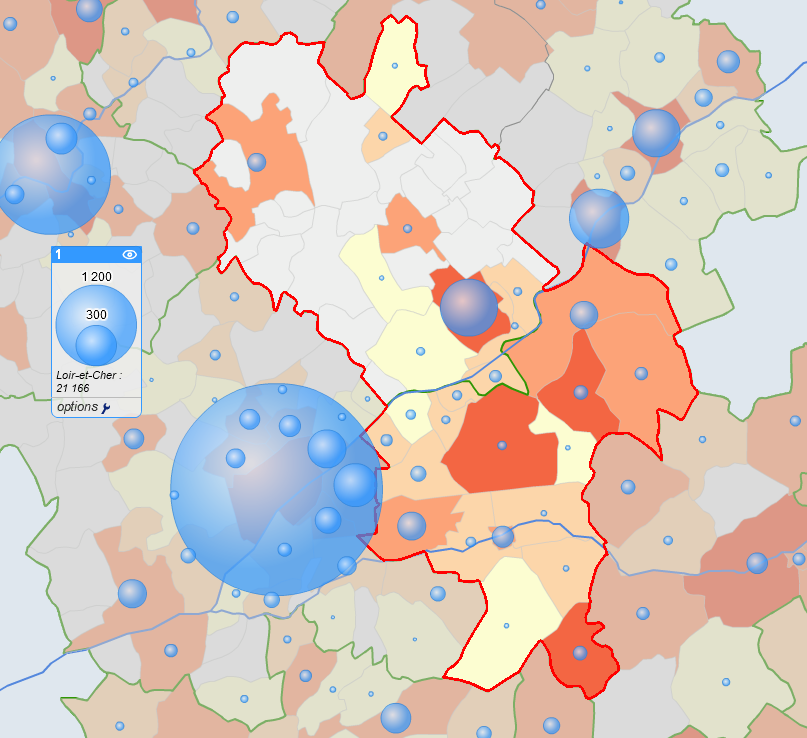 1
1 200
300
Loir-et-Cher :
21 166
options